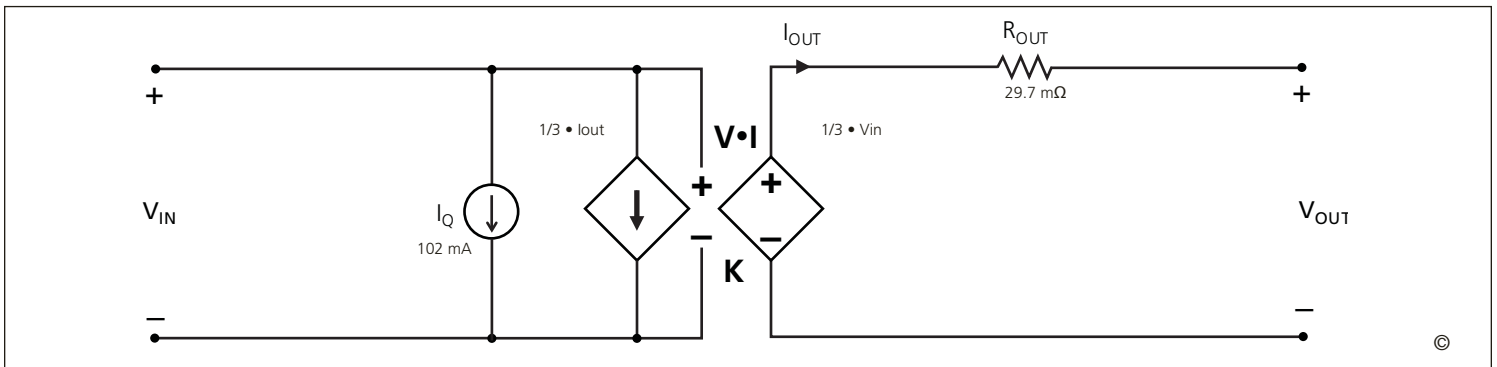 I_OUT
R_OUT
+
29.7 mΩ
+
1/3 • Iout
V•I
1/3 • Vin
+
+
V_IN
I_Q
V_OUT
102 mA
–
–
K
–
–
©